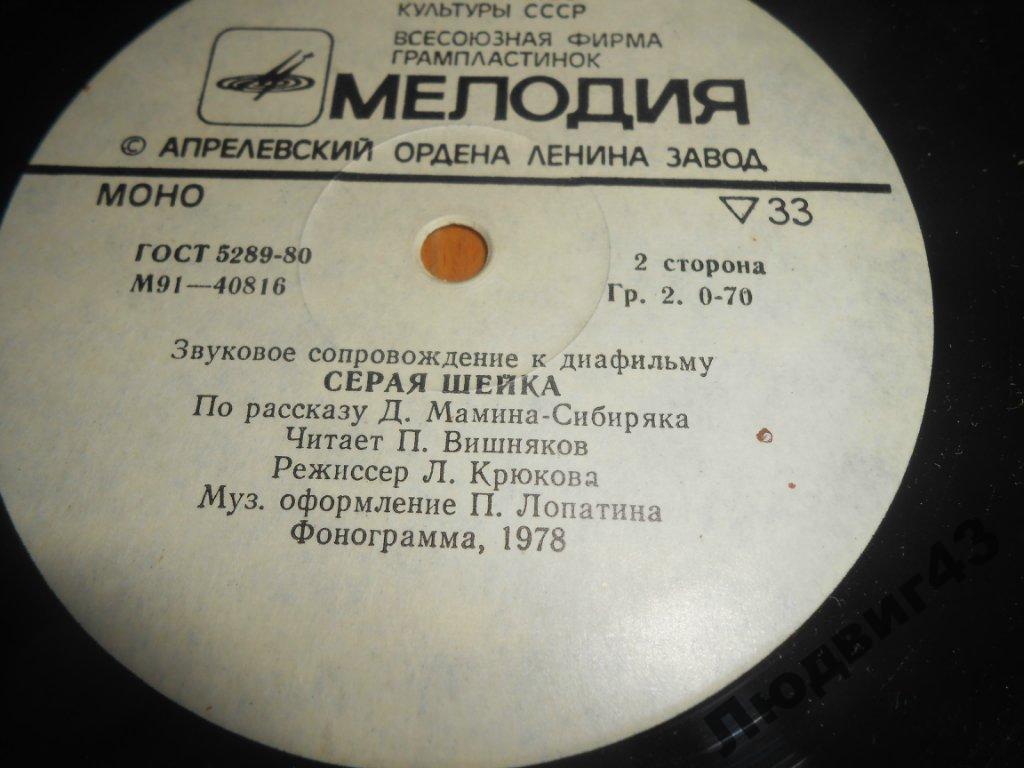 КУЛЬТУРЫ СССР
ВСЕСОЮЗНАЯ ФИРМА
ГРАМПЛАСТИНОК
МЕЛОДИЯ
© АПРЕЛЕВСКИЙ ОРДЕНА ЛЕНИНА ЗАВОД
МОНО
▽ 33
ГОСТ 5289-80
М91—40816
2 сторона
Гр. 2. 0-70
Звуковое сопровождение к диафильму
СЕРАЯ ШЕЙКА
По рассказу Д. Мамина-Сибиряка
Читает П. Вишняков
Режиссер Л. Крюкова
Муз. оформление П. Лопатина
Фонограмма, 1978
Людвиг43